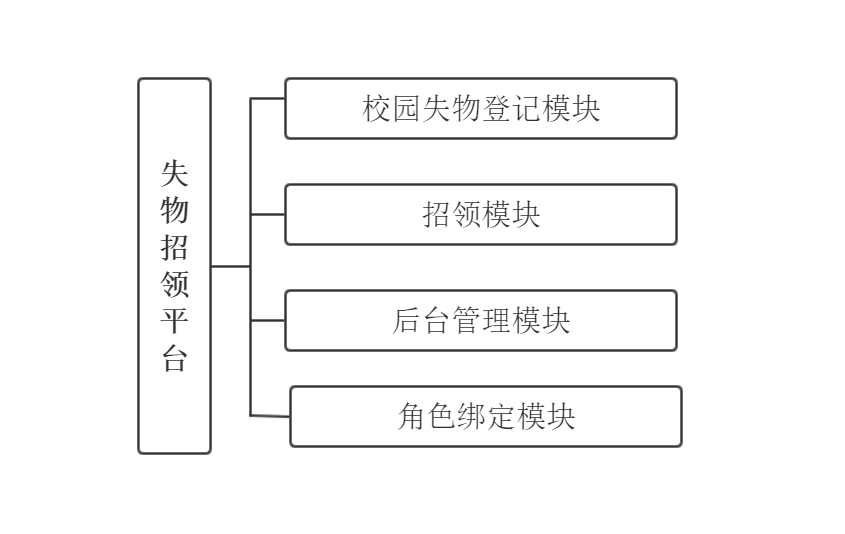 失物招领平台
校园失物登记模块
招领模块
后台管理模块
角色绑定模块